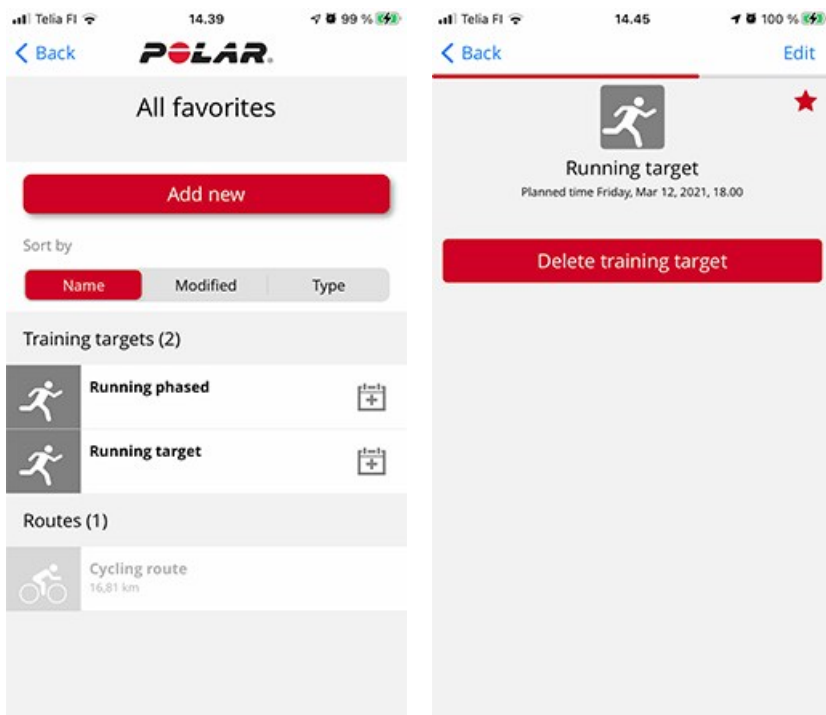 Telia FI 14.39 99 %
Back POLAR.
All favorites
Add new
Sort by
Name Modified Type
Training targets (2)
Running phased
Running target
Routes (1)
Cycling route
16,81 km
Telia FI 14.45 100 %
Back Edit
Running target
Planned time Friday, Mar 12, 2021, 18.00
Delete training target